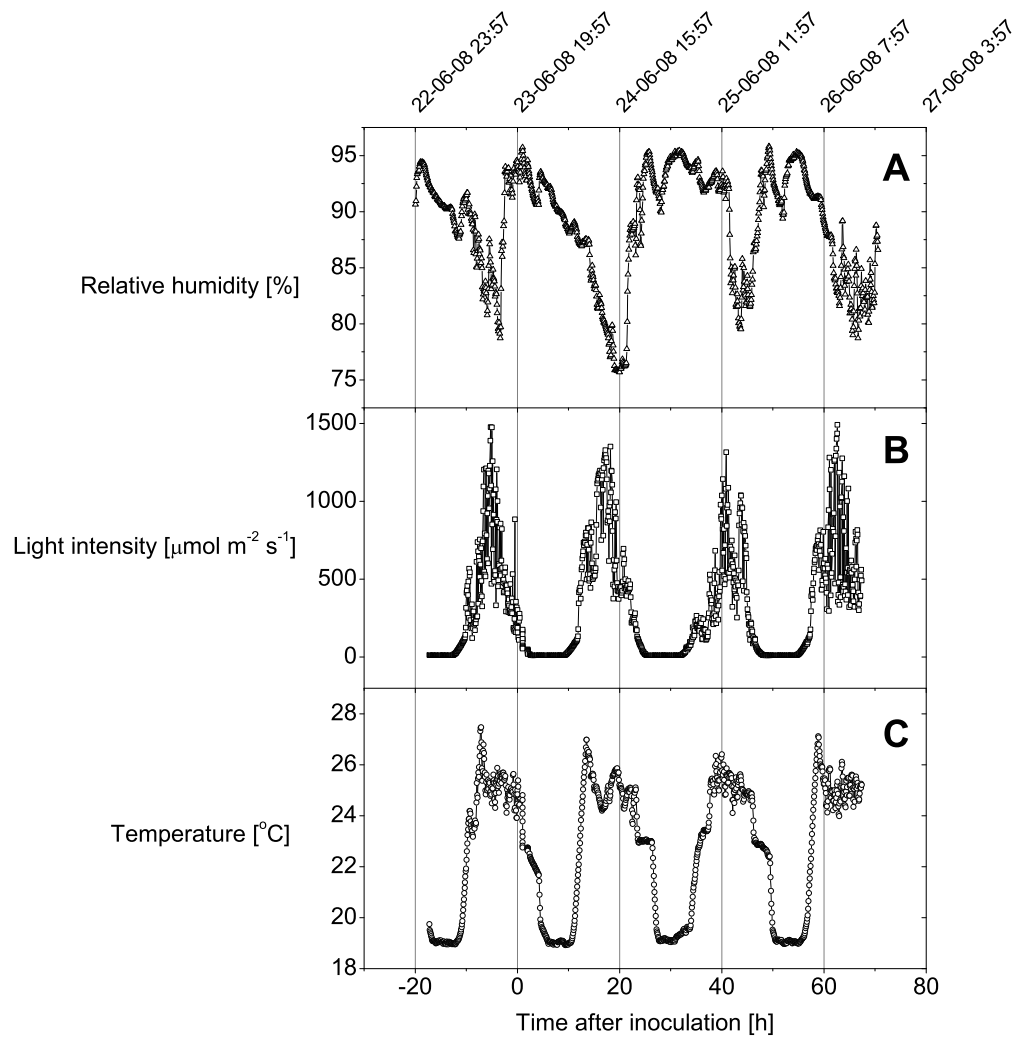 22-06-08 23:57
23-06-08 19:57
24-06-08 15:57
25-06-08 11:57
26-06-08 7:57
27-06-08 3:57
A
95
90
85
80
75
Relative humidity [%]
B
1500
1000
500
0
Light intensity [μmol m⁻² s⁻¹]
C
28
26
24
22
20
18
Temperature [°C]
-20 0 20 40 60 80
Time after inoculation [h]